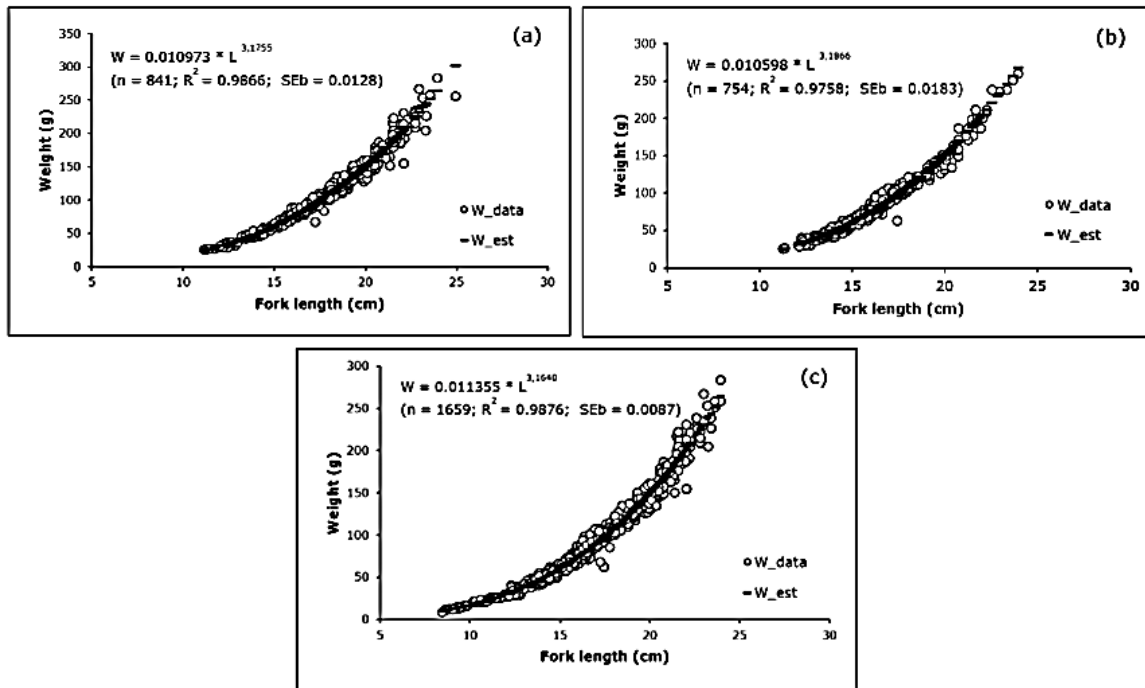 (a)
W = 0.010973 * L^3,1755
(n = 841; R^2 = 0.9866; SEb = 0.0128)
350
300
250
200
150
100
50
0
Weight (g)
W_data
W_est
5 10 15 20 25 30
Fork length (cm)
(b)
W = 0.010598 * L^3,1866
(n = 754; R^2 = 0.9758; SEb = 0.0183)
300
250
200
150
100
50
0
Weight (g)
W_data
W_est
5 10 15 20 25 30
Fork length (cm)
(c)
W = 0.011355 * L^3,1640
(n = 1659; R^2 = 0.9876; SEb = 0.0087)
300
250
200
150
100
50
0
Weight (g)
W_data
W_est
5 10 15 20 25 30
Fork length (cm)